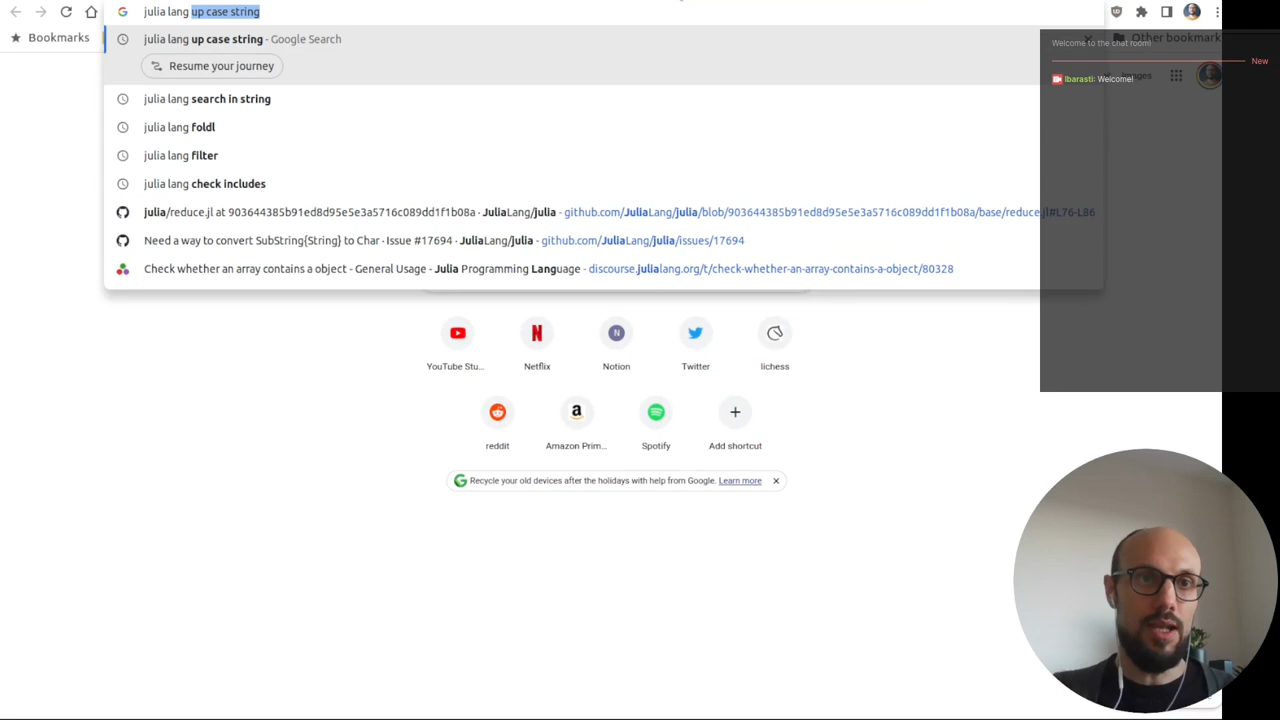 julia lang up case string
Bookmarks
Other bookmark
julia lang up case string - Google Search
Resume your journey
julia lang search in string
julia lang foldl
julia lang filter
julia lang check includes
julia/reduce.jl at 903644385b91ed8d95e5e3a5716c089dd1f1b08a · JuliaLang/julia - github.com/JuliaLang/julia/blob/903644385b91ed8d95e5e3a5716c089dd1f1b08a/base/reduce.jl#L76-L86
Need a way to convert SubString{String} to Char · Issue #17694 · JuliaLang/julia - github.com/JuliaLang/julia/issues/17694
Check whether an array contains a object - General Usage - Julia Programming Language - discourse.julialang.org/t/check-whether-an-array-contains-a-object/80328
Welcome to the chat room!
New
Images
lbarasti: Welcome!
YouTube Stu...
Netflix
Notion
Twitter
lichess
reddit
Amazon Prim...
Spotify
Add shortcut
Recycle your old devices after the holidays with help from Google. Learn more